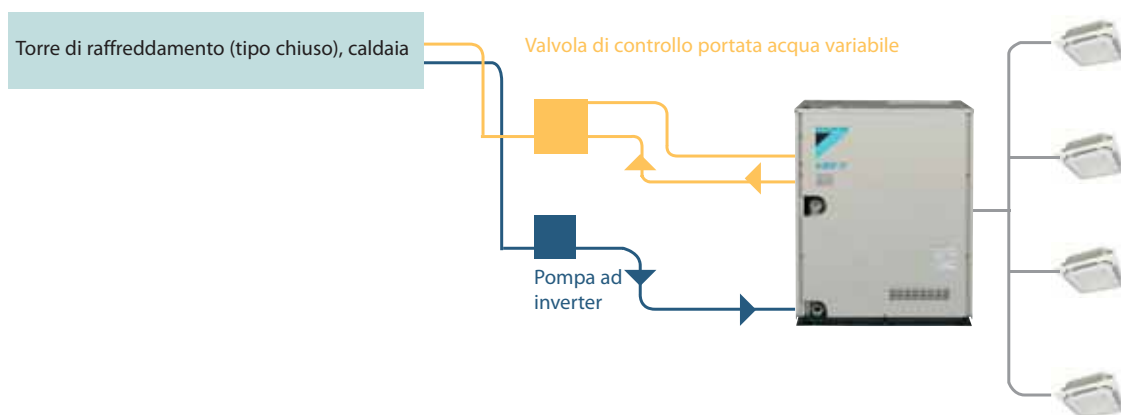 Torre di raffreddamento (tipo chiuso), caldaia
Valvola di controllo portata acqua variabile
Pompa ad
inverter